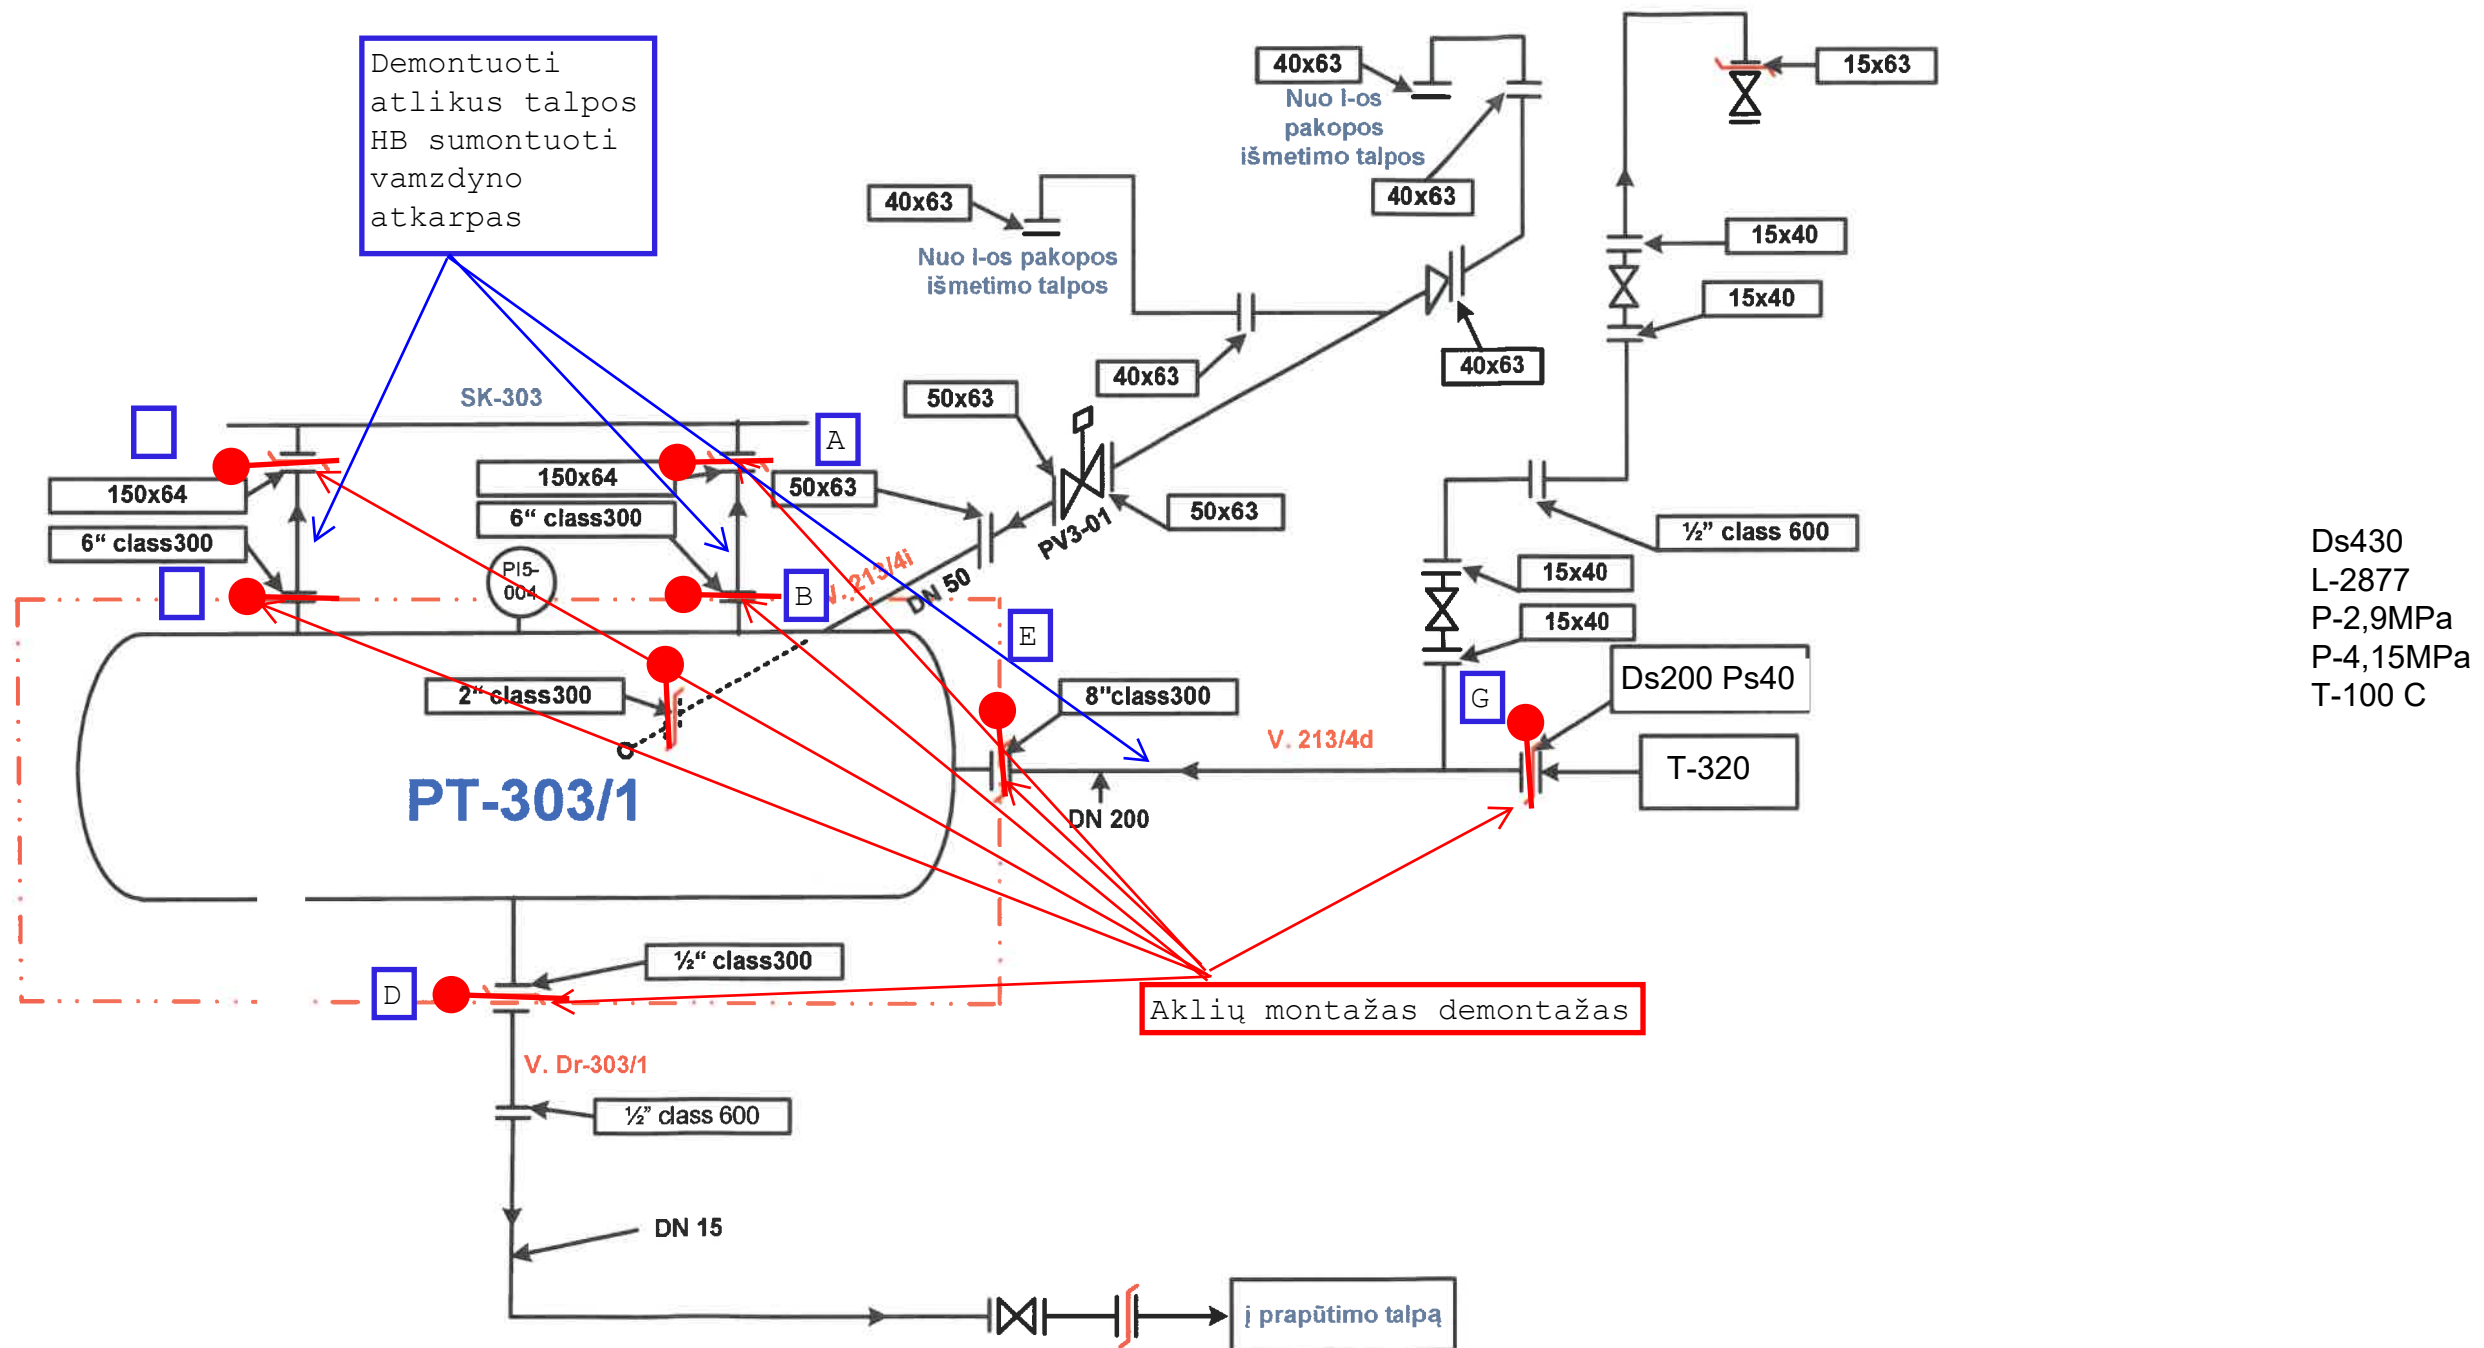 Demontuoti
atlikus talpos
HB sumontuoti
vamzdyno
atkarpas
40x63
Nuo I-os
pakopos
išmetimo talpos
40x63
15x63
40x63
Nuo I-os pakopos
išmetimo talpos
15x40
15x40
40x63
40x63
SK-303
A
50x63
150x64
150x64
50x63
50x63
PV3-01
6“ class300
6“ class300
½” class 600
PI5-
004
B
V. 213/4i
DN 50
15x40
15x40
E
2“ class300
8"class300
G
Ds200 Ps40
V. 213/4d
T-320
PT-303/1
DN 200
Ds430
L-2877
P-2,9MPa
P-4,15MPa
T-100 C
½“ class300
D
Aklių montažas demontažas
V. Dr-303/1
½” class 600
DN 15
į prapūtimo talpą